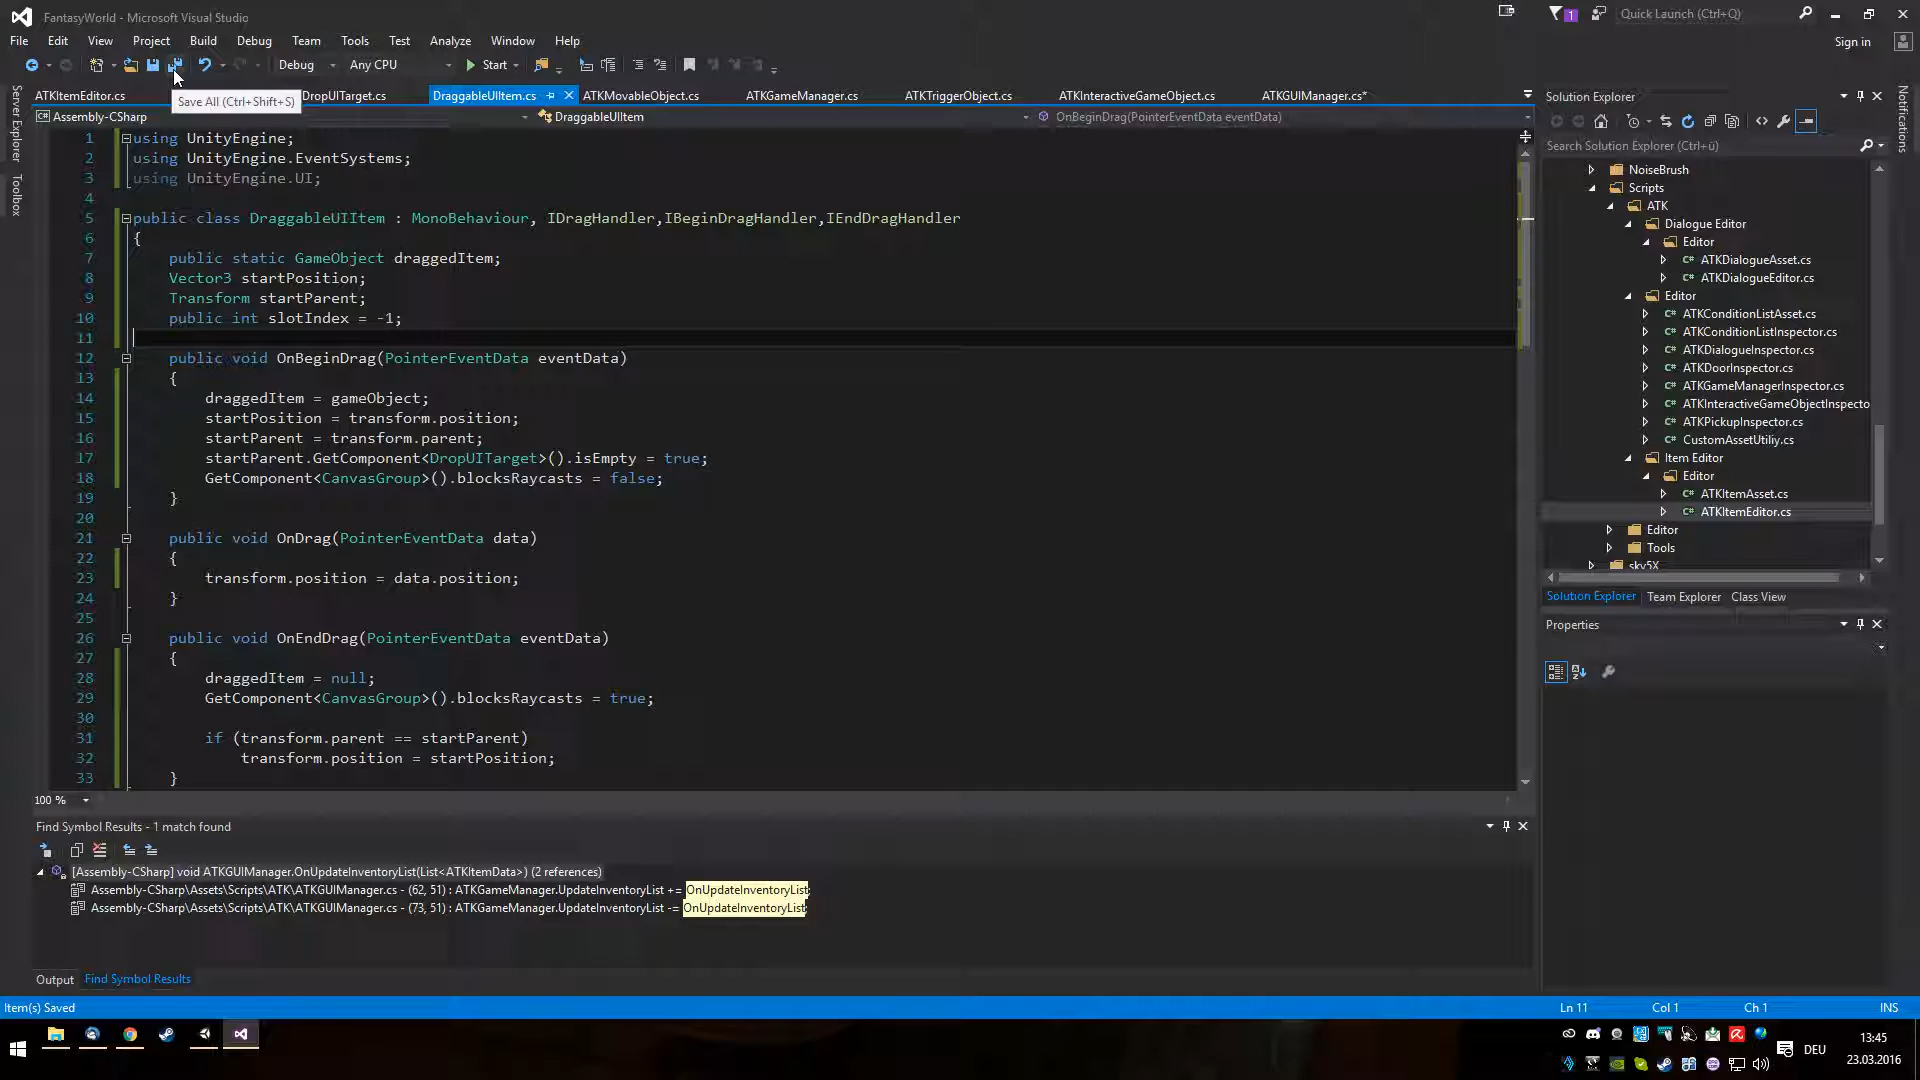 FantasyWorld - Microsoft Visual Studio
1
Quick Launch (Ctrl+Q)
File Edit View Project Build Debug Team Tools Test Analyze Window Help
Sign in
Debug Any CPU Start
ATKItemEditor.cs DropUITarget.cs DraggableUIItem.cs ATKMovableObject.cs ATKGameManager.cs ATKTriggerObject.cs ATKInteractiveGameObject.cs ATKGUIManager.cs*
Save All (Ctrl+Shift+S)
Assembly-CSharp DraggableUIItem OnBeginDrag(PointerEventData eventData)
Server Explorer
Toolbox
1 using UnityEngine;
2 using UnityEngine.EventSystems;
3 using UnityEngine.UI;
4
5 public class DraggableUIItem : MonoBehaviour, IDragHandler,IBeginDragHandler,IEndDragHandler
6 {
7 public static GameObject draggedItem;
8 Vector3 startPosition;
9 Transform startParent;
10 public int slotIndex = -1;
11
12 public void OnBeginDrag(PointerEventData eventData)
13 {
14 draggedItem = gameObject;
15 startPosition = transform.position;
16 startParent = transform.parent;
17 startParent.GetComponent<DropUITarget>().isEmpty = true;
18 GetComponent<CanvasGroup>().blocksRaycasts = false;
19 }
20
21 public void OnDrag(PointerEventData data)
22 {
23 transform.position = data.position;
24 }
25
26 public void OnEndDrag(PointerEventData eventData)
27 {
28 draggedItem = null;
29 GetComponent<CanvasGroup>().blocksRaycasts = true;
30
31 if (transform.parent == startParent)
32 transform.position = startPosition;
33 }
100 %
Find Symbol Results - 1 match found
[Assembly-CSharp] void ATKGUIManager.OnUpdateInventoryList(List<ATKItemData>) (2 references)
Assembly-CSharp\Assets\Scripts\ATK\ATKGUIManager.cs - (62, 51) : ATKGameManager.UpdateInventoryList += OnUpdateInventoryList;
Assembly-CSharp\Assets\Scripts\ATK\ATKGUIManager.cs - (73, 51) : ATKGameManager.UpdateInventoryList -= OnUpdateInventoryList;
Output Find Symbol Results
Solution Explorer
Search Solution Explorer (Ctrl+ü)
NoiseBrush
Scripts
ATK
Dialogue Editor
Editor
ATKDialogueAsset.cs
ATKDialogueEditor.cs
Editor
ATKConditionListAsset.cs
ATKConditionListInspector.cs
ATKDialogueInspector.cs
ATKDoorInspector.cs
ATKGameManagerInspector.cs
ATKInteractiveGameObjectInspecto
ATKPickupInspector.cs
CustomAssetUtiliy.cs
Item Editor
Editor
ATKItemAsset.cs
ATKItemEditor.cs
Editor
Tools
sky5X
Solution Explorer Team Explorer Class View
Properties
Notifications
Item(s) Saved Ln 11 Col 1 Ch 1 INS
DEU
13:45
23.03.2016